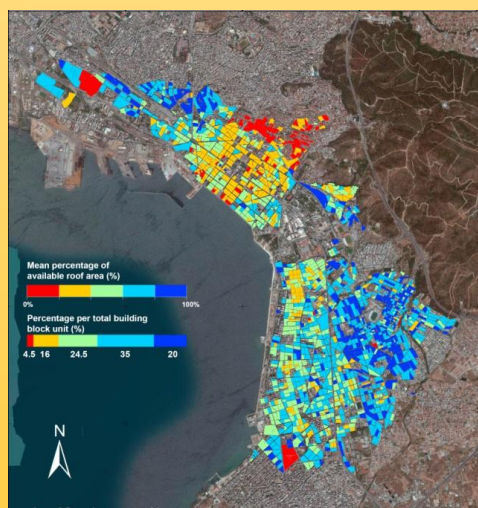 Mean percentage of
available roof area (%)
0% 100%
Percentage per total building
block unit (%)
4.5 16 24.5 35 20
N